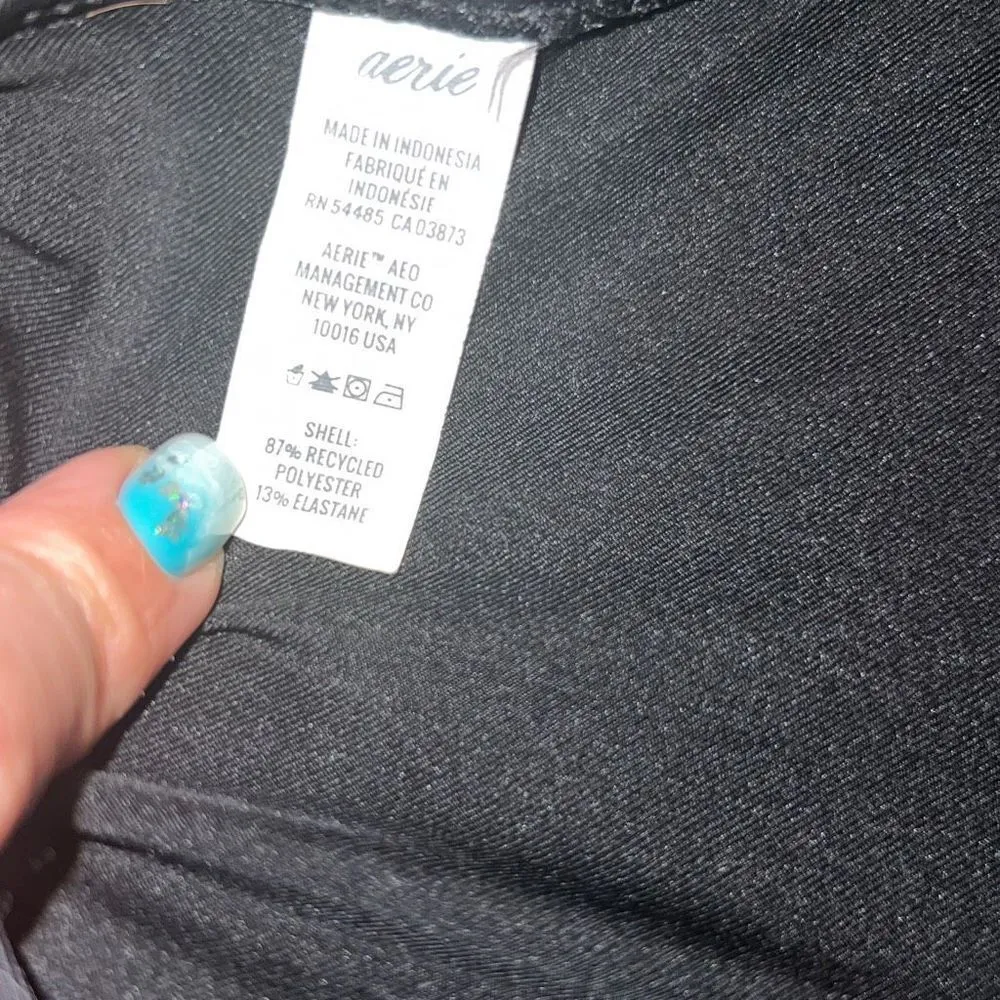 aerie
MADE IN INDONESIA
FABRIQUÉ EN
INDONÉSIE
RN 54485 CA 03873
AERIE™ AEO
MANAGEMENT CO
NEW YORK, NY
10016 USA
SHELL:
87% RECYCLED
POLYESTER
13% ELASTANE